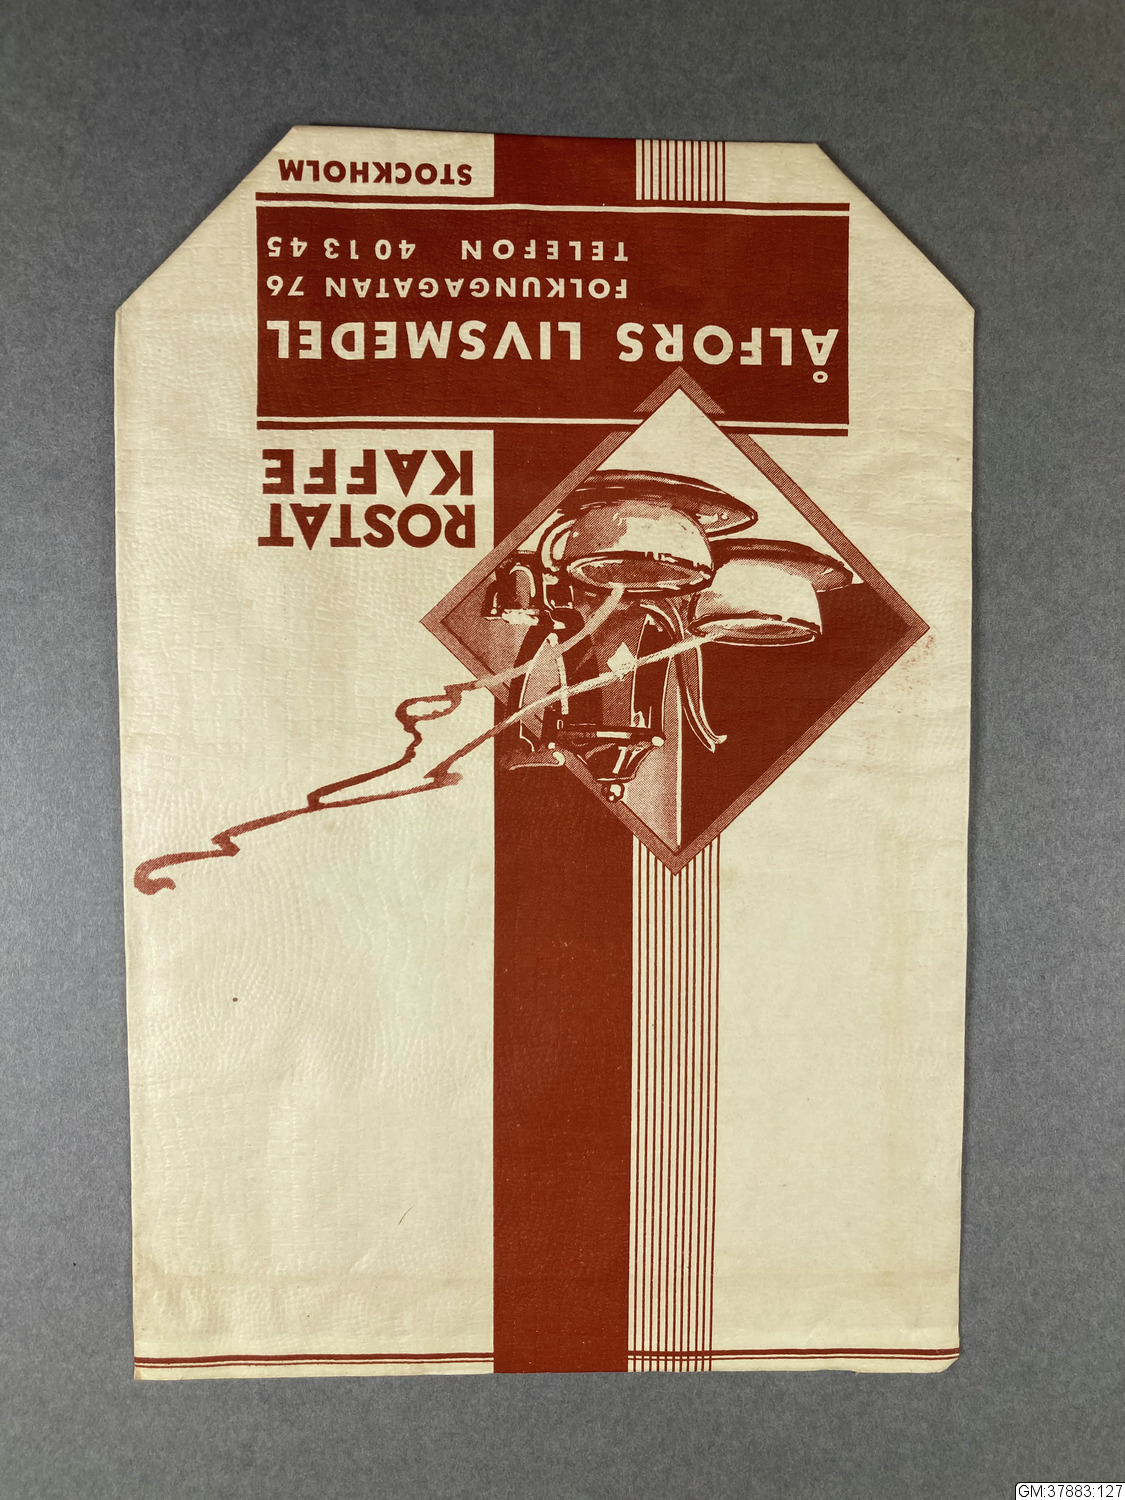 ROSTAT
KAFFE
ÅLFORS LIVSMEDEL
FOLKUNGAGATAN 76
TELEFON 40 13 45
STOCKHOLM
GM:37883:127